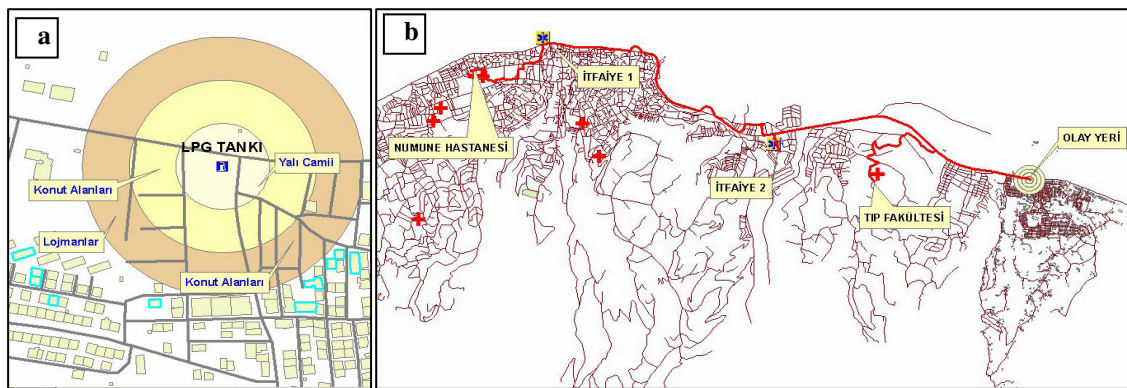 a
LPG TANKI
Yalı Camii
Konut Alanları
Lojmanlar
Konut Alanları
b
İTFAİYE 1
NUMUNE HASTANESİ
İTFAİYE 2
OLAY YERİ
TIP FAKÜLTESİ